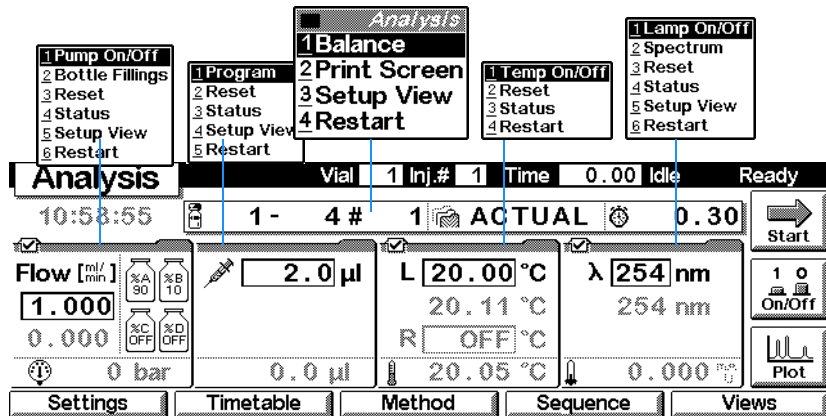 Analysis
1 Balance
2 Print Screen
3 Setup View
4 Restart
1 Pump On/Off
2 Bottle Fillings
3 Reset
4 Status
5 Setup View
6 Restart
1 Program
2 Reset
3 Status
4 Setup View
5 Restart
1 Temp On/Off
2 Reset
3 Status
4 Restart
1 Lamp On/Off
2 Spectrum
3 Reset
4 Status
5 Setup View
6 Restart
Analysis Vial 1 Inj.# 1 Time 0.00 Idle Ready
10:58:55 1- 4# 1 ACTUAL 0.30
Start
Flow [ml/min]
%A 90 %B 10
1.000
%C OFF %D OFF
0.000
0 bar
2.0 µl
0.0 µl
L 20.00 °C
20.11 °C
R OFF °C
20.05 °C
λ 254 nm
254 nm
0.000
1 0
On/Off
Plot
Settings Timetable Method Sequence Views